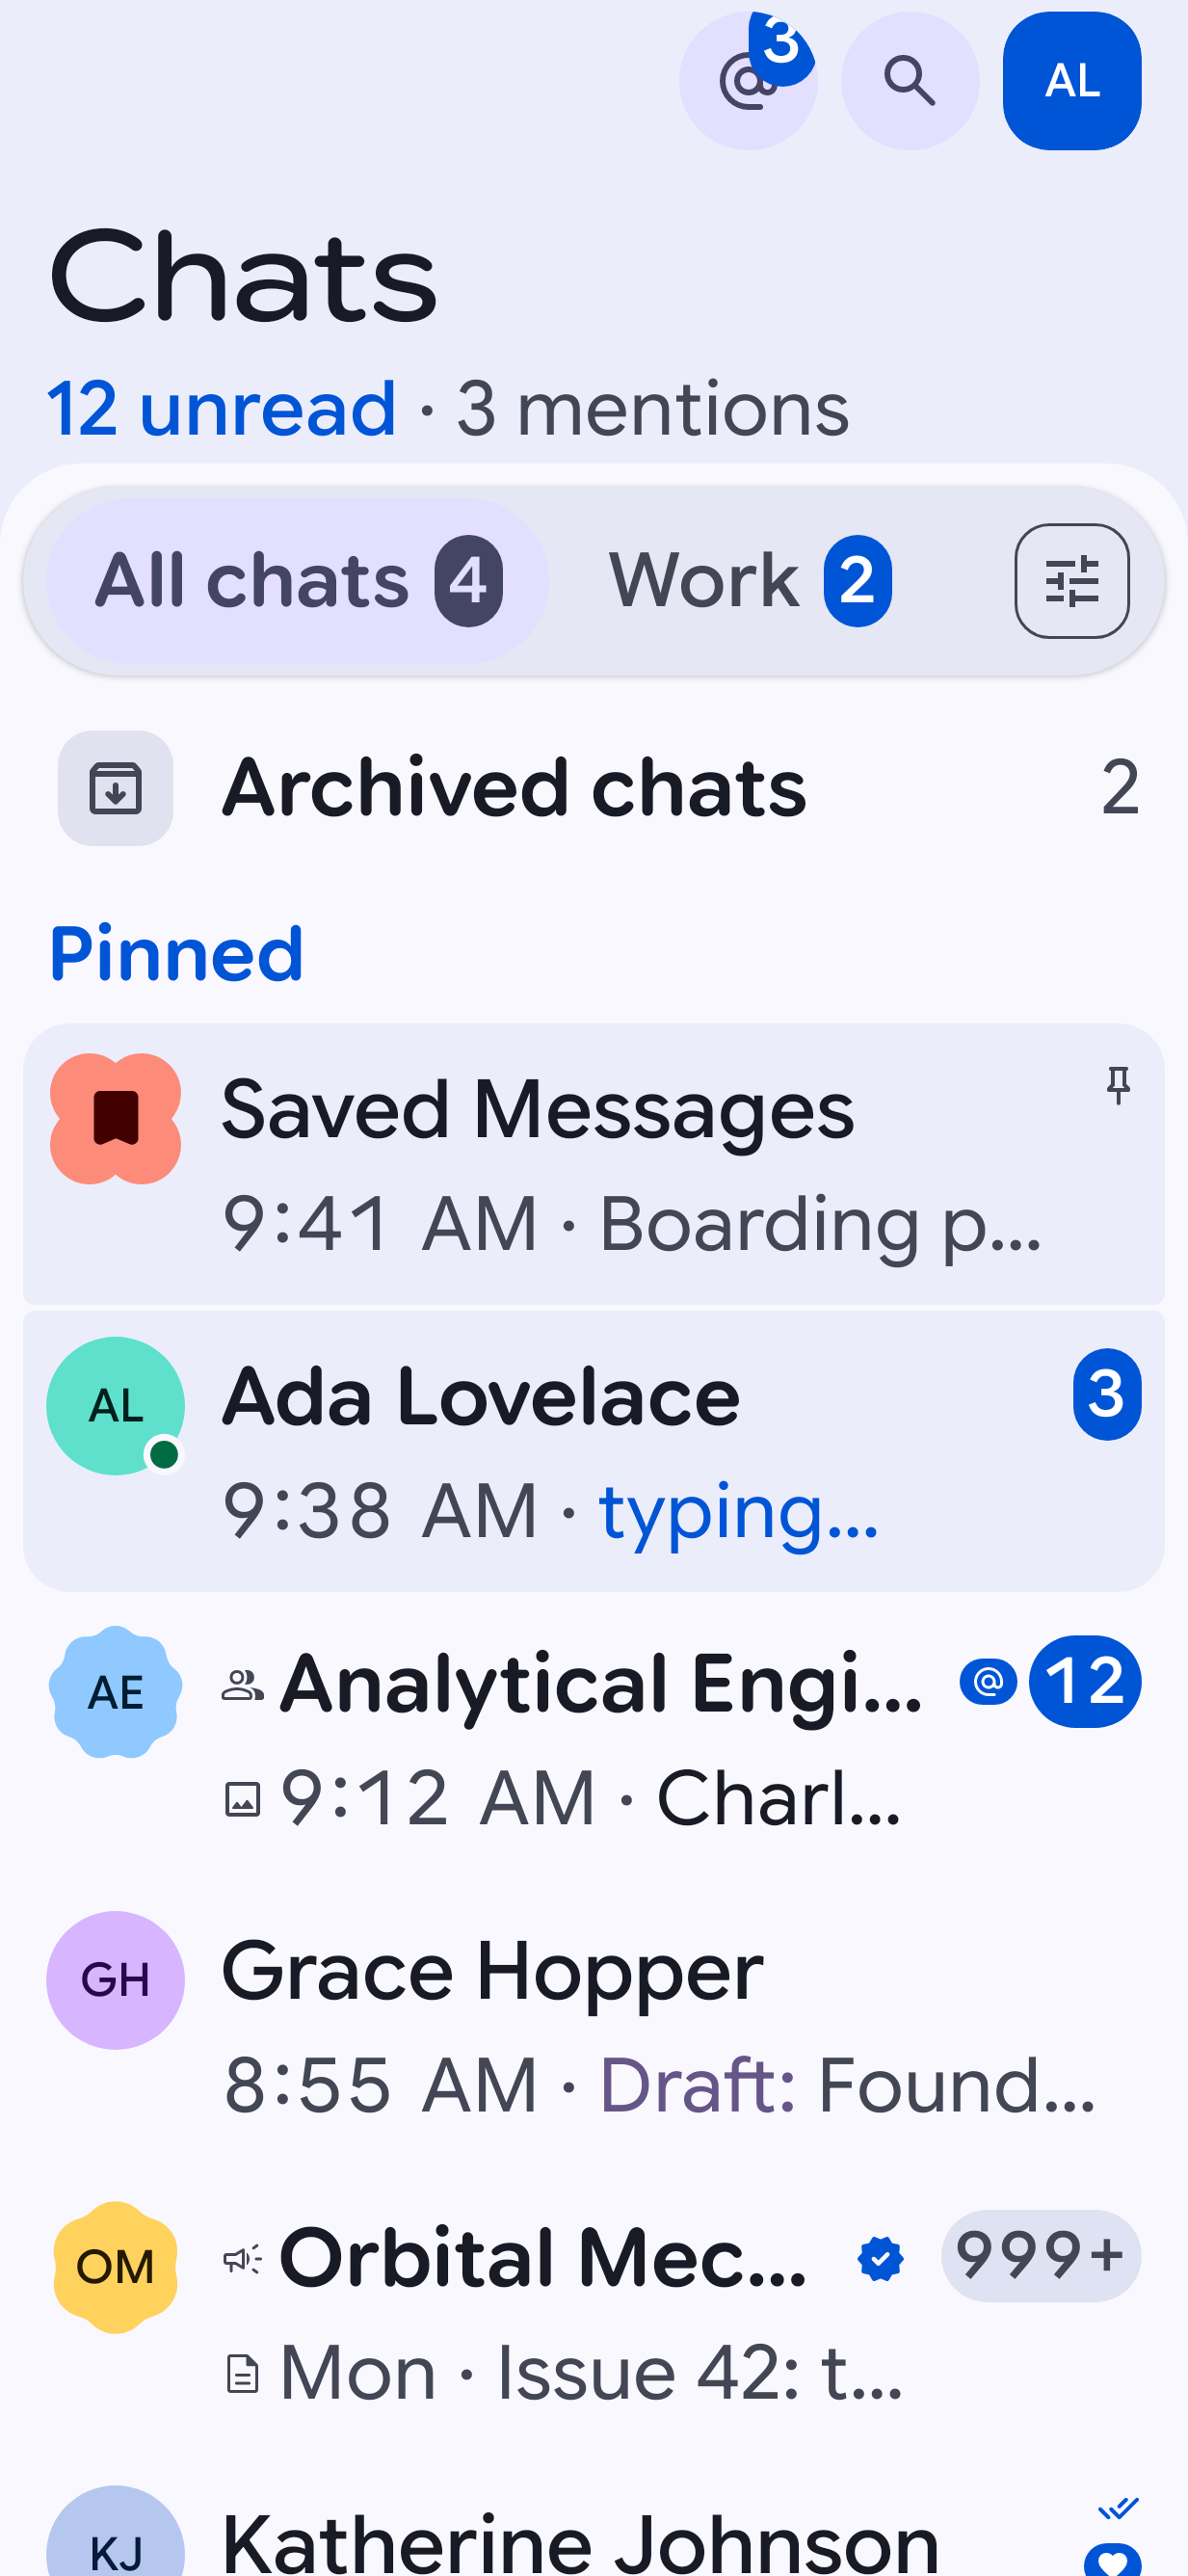 @ 3
AL
Chats
12 unread · 3 mentions
All chats 4 Work 2
Archived chats 2
Pinned
Saved Messages
9:41 AM · Boarding p...
AL
Ada Lovelace 3
9:38 AM · typing...
AE
Analytical Engi... @ 12
9:12 AM · Charl...
GH
Grace Hopper
8:55 AM · Draft: Found...
OM
Orbital Mec... 999+
Mon · Issue 42: t...
KJ
Katherine Johnson